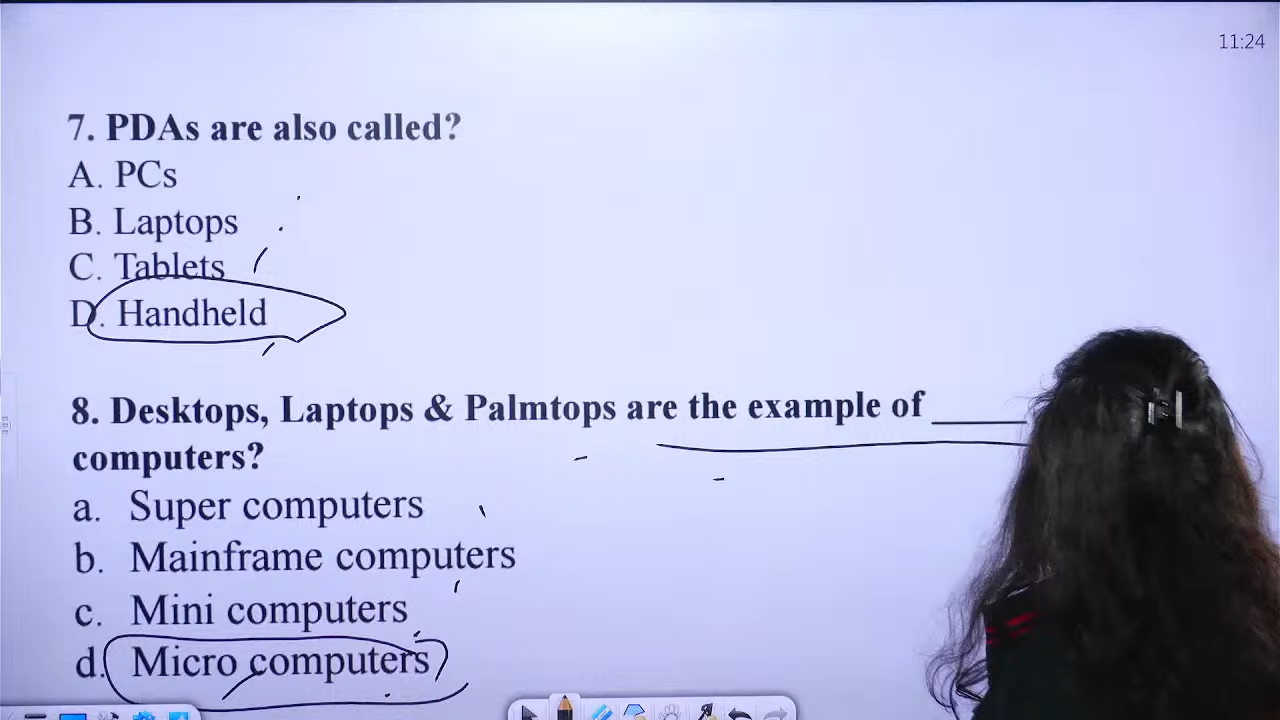 11:24
7. PDAs are also called?
A. PCs
B. Laptops
C. Tablets
D. Handheld
8. Desktops, Laptops & Palmtops are the example of _____
computers?
a. Super computers
b. Mainframe computers
c. Mini computers
d. Micro computers